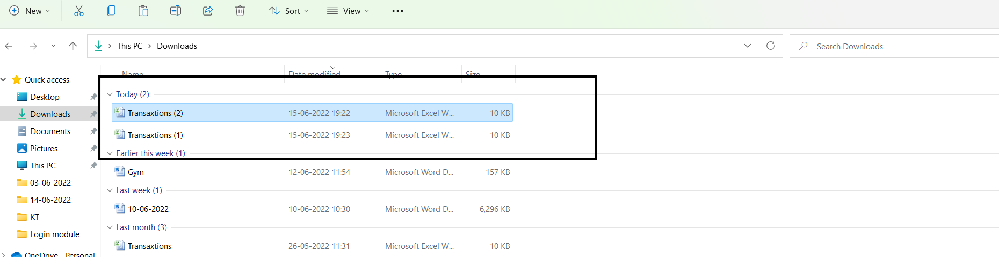 New Sort View
This PC > Downloads Search Downloads
Name Date modified Type Size
Quick access
Desktop
Downloads
Documents
Pictures
This PC
03-06-2022
14-06-2022
KT
Login module
OneDrive - Personal
Today (2)
Transaxtions (2) 15-06-2022 19:22 Microsoft Excel W... 10 KB
Transaxtions (1) 15-06-2022 19:23 Microsoft Excel W... 10 KB
Earlier this week (1)
Gym 12-06-2022 11:54 Microsoft Word D... 157 KB
Last week (1)
10-06-2022 10-06-2022 10:30 Microsoft Word D... 6,296 KB
Last month (3)
Transaxtions 26-05-2022 11:31 Microsoft Excel W... 10 KB